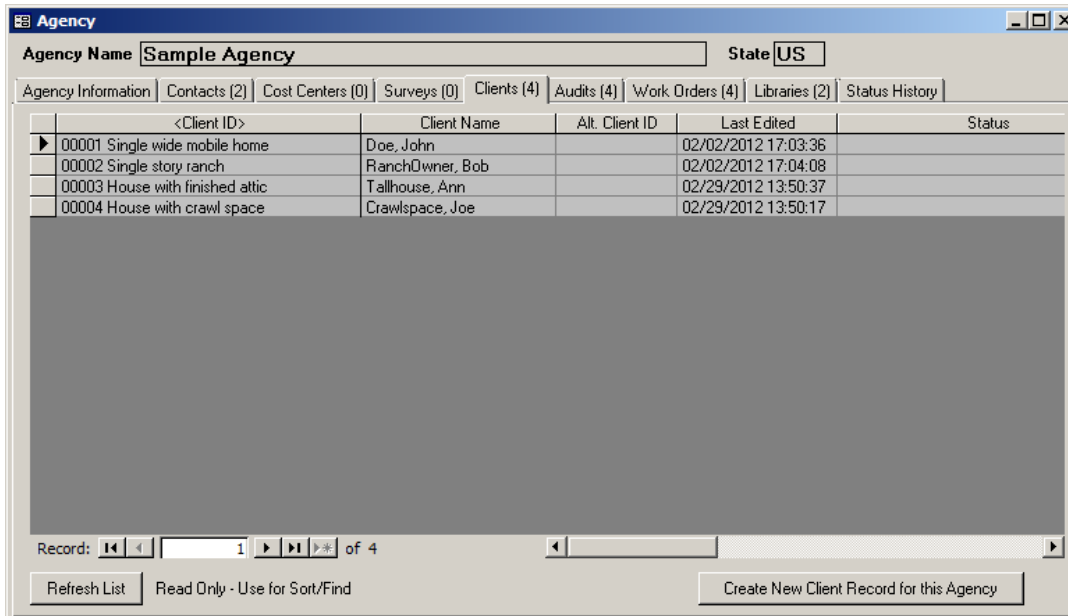 Agency
Agency Name Sample Agency State US
Agency Information Contacts (2) Cost Centers (0) Surveys (0) Clients (4) Audits (4) Work Orders (4) Libraries (2) Status History
<Client ID> Client Name Alt. Client ID Last Edited Status
00001 Single wide mobile home Doe, John 02/02/2012 17:03:36
00002 Single story ranch RanchOwner, Bob 02/02/2012 17:04:08
00003 House with finished attic Tallhouse, Ann 02/29/2012 13:50:37
00004 House with crawl space Crawlspace, Joe 02/29/2012 13:50:17
Record: 1 of 4
Refresh List Read Only - Use for Sort/Find Create New Client Record for this Agency